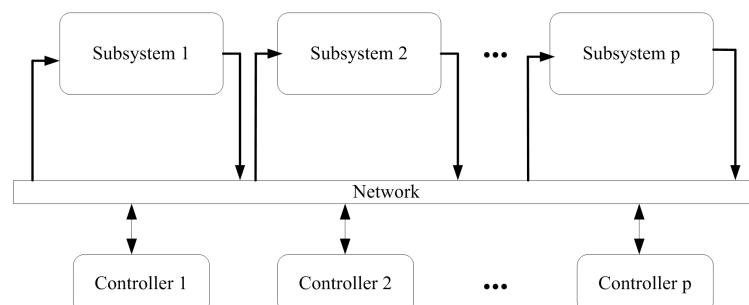 Subsystem 1
Subsystem 2
•••
Subsystem p
Network
Controller 1
Controller 2
•••
Controller p